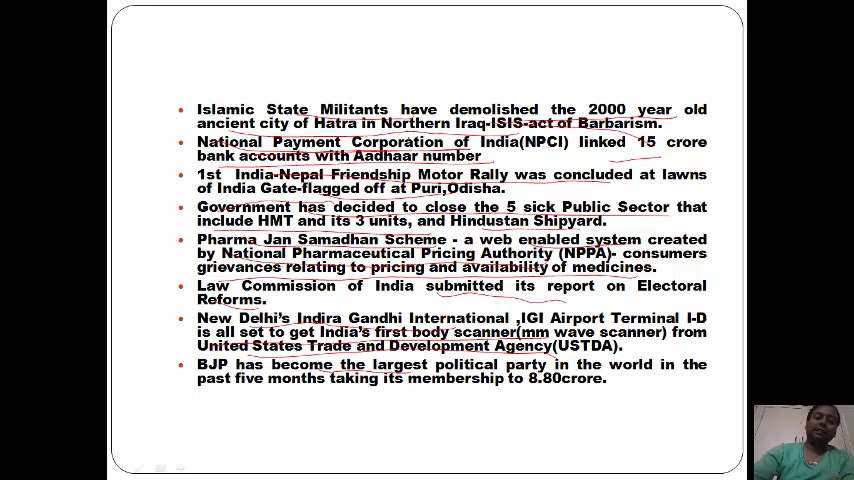 • Islamic State Militants have demolished the 2000 year old
ancient city of Hatra in Northern Iraq-ISIS-act of Barbarism.
• National Payment Corporation of India(NPCI) linked 15 crore
bank accounts with Aadhaar number
• 1st India-Nepal Friendship Motor Rally was concluded at lawns
of India Gate-flagged off at Puri,Odisha.
• Government has decided to close the 5 sick Public Sector that
include HMT and its 3 units, and Hindustan Shipyard.
• Pharma Jan Samadhan Scheme - a web enabled system created
by National Pharmaceutical Pricing Authority (NPPA)- consumers
grievances relating to pricing and availability of medicines.
• Law Commission of India submitted its report on Electoral
Reforms.
• New Delhi's Indira Gandhi International ,IGI Airport Terminal I-D
is all set to get India's first body scanner(mm wave scanner) from
United States Trade and Development Agency(USTDA).
• BJP has become the largest political party in the world in the
past five months taking its membership to 8.80crore.